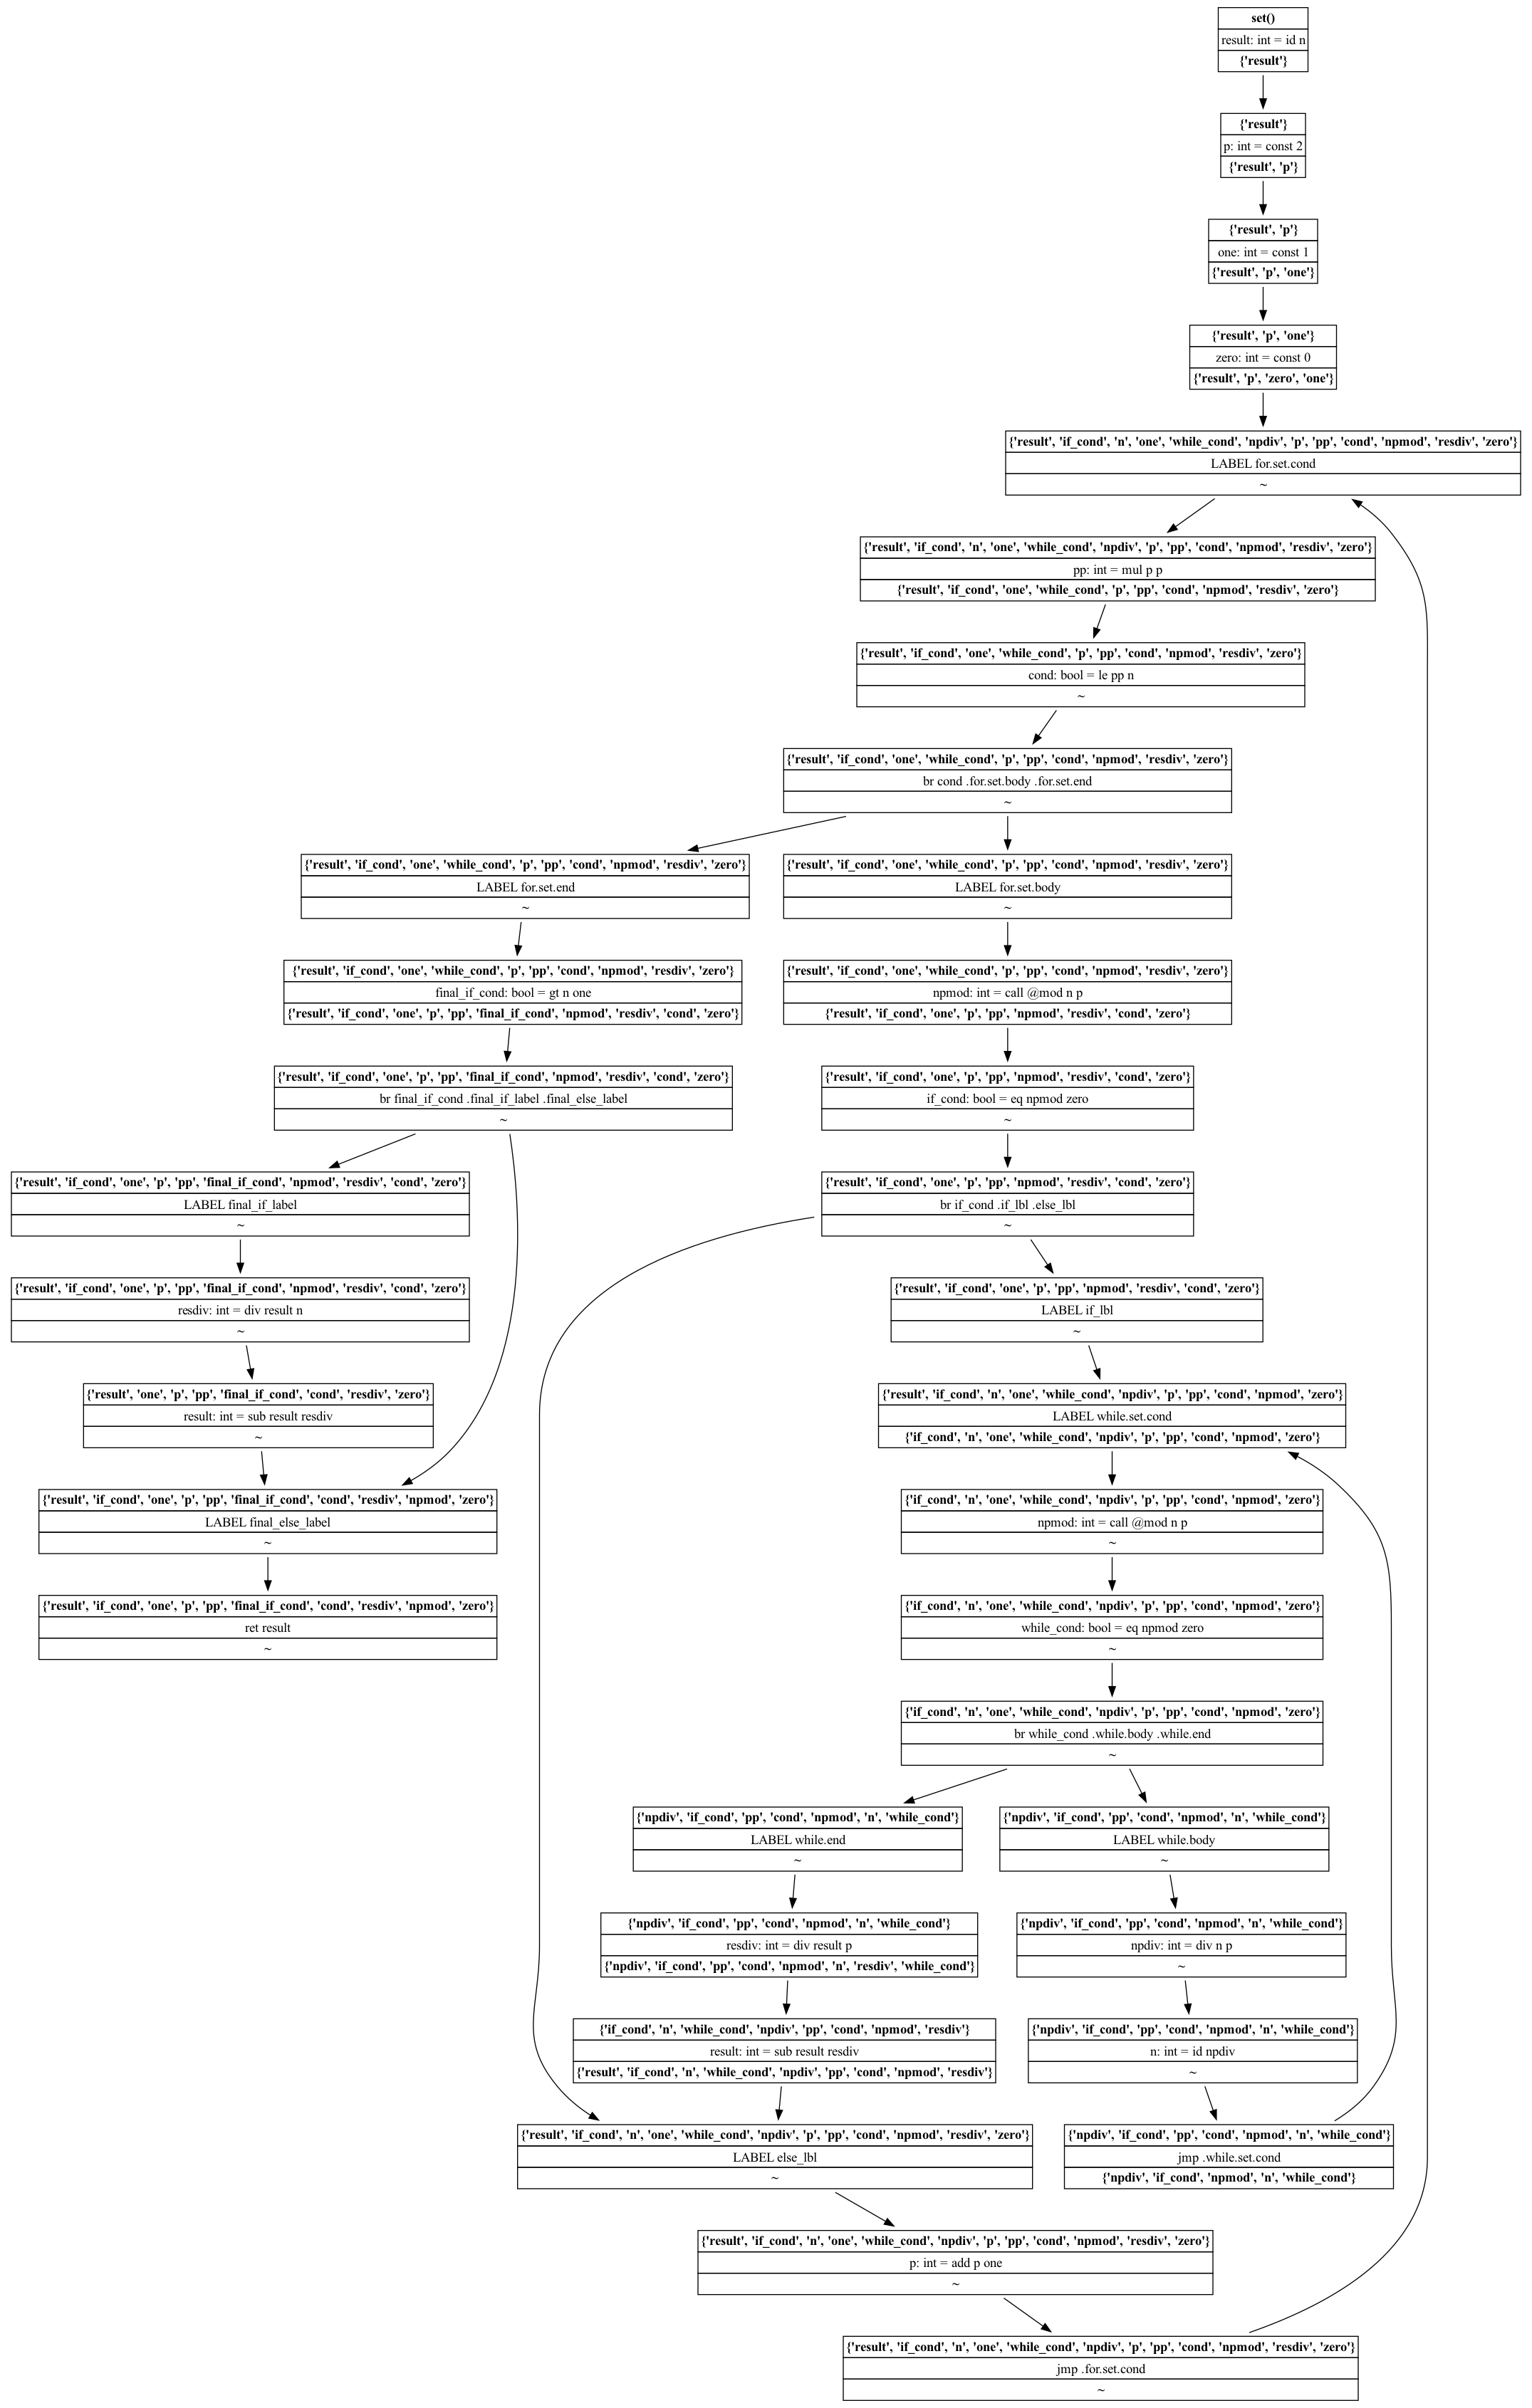 set()
result: int = id n
{'result'}
{'result'}
p: int = const 2
{'result', 'p'}
{'result', 'p'}
one: int = const 1
{'result', 'p', 'one'}
{'result', 'p', 'one'}
zero: int = const 0
{'result', 'p', 'zero', 'one'}
{'result', 'if_cond', 'n', 'one', 'while_cond', 'npdiv', 'p', 'pp', 'cond', 'npmod', 'resdiv', 'zero'}
LABEL for.set.cond
~
{'result', 'if_cond', 'n', 'one', 'while_cond', 'npdiv', 'p', 'pp', 'cond', 'npmod', 'resdiv', 'zero'}
pp: int = mul p p
{'result', 'if_cond', 'one', 'while_cond', 'p', 'pp', 'cond', 'npmod', 'resdiv', 'zero'}
{'result', 'if_cond', 'one', 'while_cond', 'p', 'pp', 'cond', 'npmod', 'resdiv', 'zero'}
cond: bool = le pp n
~
{'result', 'if_cond', 'one', 'while_cond', 'p', 'pp', 'cond', 'npmod', 'resdiv', 'zero'}
br cond .for.set.body .for.set.end
~
{'result', 'if_cond', 'one', 'while_cond', 'p', 'pp', 'cond', 'npmod', 'resdiv', 'zero'}
LABEL for.set.end
~
{'result', 'if_cond', 'one', 'while_cond', 'p', 'pp', 'cond', 'npmod', 'resdiv', 'zero'}
LABEL for.set.body
~
{'result', 'if_cond', 'one', 'while_cond', 'p', 'pp', 'cond', 'npmod', 'resdiv', 'zero'}
final_if_cond: bool = gt n one
{'result', 'if_cond', 'one', 'p', 'pp', 'final_if_cond', 'npmod', 'resdiv', 'cond', 'zero'}
{'result', 'if_cond', 'one', 'while_cond', 'p', 'pp', 'cond', 'npmod', 'resdiv', 'zero'}
npmod: int = call @mod n p
{'result', 'if_cond', 'one', 'p', 'pp', 'npmod', 'resdiv', 'cond', 'zero'}
{'result', 'if_cond', 'one', 'p', 'pp', 'final_if_cond', 'npmod', 'resdiv', 'cond', 'zero'}
br final_if_cond .final_if_label .final_else_label
~
{'result', 'if_cond', 'one', 'p', 'pp', 'npmod', 'resdiv', 'cond', 'zero'}
if_cond: bool = eq npmod zero
~
{'result', 'if_cond', 'one', 'p', 'pp', 'final_if_cond', 'npmod', 'resdiv', 'cond', 'zero'}
LABEL final_if_label
~
{'result', 'if_cond', 'one', 'p', 'pp', 'npmod', 'resdiv', 'cond', 'zero'}
br if_cond .if_lbl .else_lbl
~
{'result', 'if_cond', 'one', 'p', 'pp', 'final_if_cond', 'npmod', 'resdiv', 'cond', 'zero'}
resdiv: int = div result n
~
{'result', 'if_cond', 'one', 'p', 'pp', 'npmod', 'resdiv', 'cond', 'zero'}
LABEL if_lbl
~
{'result', 'one', 'p', 'pp', 'final_if_cond', 'cond', 'resdiv', 'zero'}
result: int = sub result resdiv
~
{'result', 'if_cond', 'n', 'one', 'while_cond', 'npdiv', 'p', 'pp', 'cond', 'npmod', 'zero'}
LABEL while.set.cond
{'if_cond', 'n', 'one', 'while_cond', 'npdiv', 'p', 'pp', 'cond', 'npmod', 'zero'}
{'result', 'if_cond', 'one', 'p', 'pp', 'final_if_cond', 'cond', 'resdiv', 'npmod', 'zero'}
LABEL final_else_label
~
{'if_cond', 'n', 'one', 'while_cond', 'npdiv', 'p', 'pp', 'cond', 'npmod', 'zero'}
npmod: int = call @mod n p
~
{'result', 'if_cond', 'one', 'p', 'pp', 'final_if_cond', 'cond', 'resdiv', 'npmod', 'zero'}
ret result
~
{'if_cond', 'n', 'one', 'while_cond', 'npdiv', 'p', 'pp', 'cond', 'npmod', 'zero'}
while_cond: bool = eq npmod zero
~
{'if_cond', 'n', 'one', 'while_cond', 'npdiv', 'p', 'pp', 'cond', 'npmod', 'zero'}
br while_cond .while.body .while.end
~
{'npdiv', 'if_cond', 'pp', 'cond', 'npmod', 'n', 'while_cond'}
LABEL while.end
~
{'npdiv', 'if_cond', 'pp', 'cond', 'npmod', 'n', 'while_cond'}
LABEL while.body
~
{'npdiv', 'if_cond', 'pp', 'cond', 'npmod', 'n', 'while_cond'}
resdiv: int = div result p
{'npdiv', 'if_cond', 'pp', 'cond', 'npmod', 'n', 'resdiv', 'while_cond'}
{'npdiv', 'if_cond', 'pp', 'cond', 'npmod', 'n', 'while_cond'}
npdiv: int = div n p
~
{'if_cond', 'n', 'while_cond', 'npdiv', 'pp', 'cond', 'npmod', 'resdiv'}
result: int = sub result resdiv
{'result', 'if_cond', 'n', 'while_cond', 'npdiv', 'pp', 'cond', 'npmod', 'resdiv'}
{'npdiv', 'if_cond', 'pp', 'cond', 'npmod', 'n', 'while_cond'}
n: int = id npdiv
~
{'result', 'if_cond', 'n', 'one', 'while_cond', 'npdiv', 'p', 'pp', 'cond', 'npmod', 'resdiv', 'zero'}
LABEL else_lbl
~
{'npdiv', 'if_cond', 'pp', 'cond', 'npmod', 'n', 'while_cond'}
jmp .while.set.cond
{'npdiv', 'if_cond', 'npmod', 'n', 'while_cond'}
{'result', 'if_cond', 'n', 'one', 'while_cond', 'npdiv', 'p', 'pp', 'cond', 'npmod', 'resdiv', 'zero'}
p: int = add p one
~
{'result', 'if_cond', 'n', 'one', 'while_cond', 'npdiv', 'p', 'pp', 'cond', 'npmod', 'resdiv', 'zero'}
jmp .for.set.cond
~